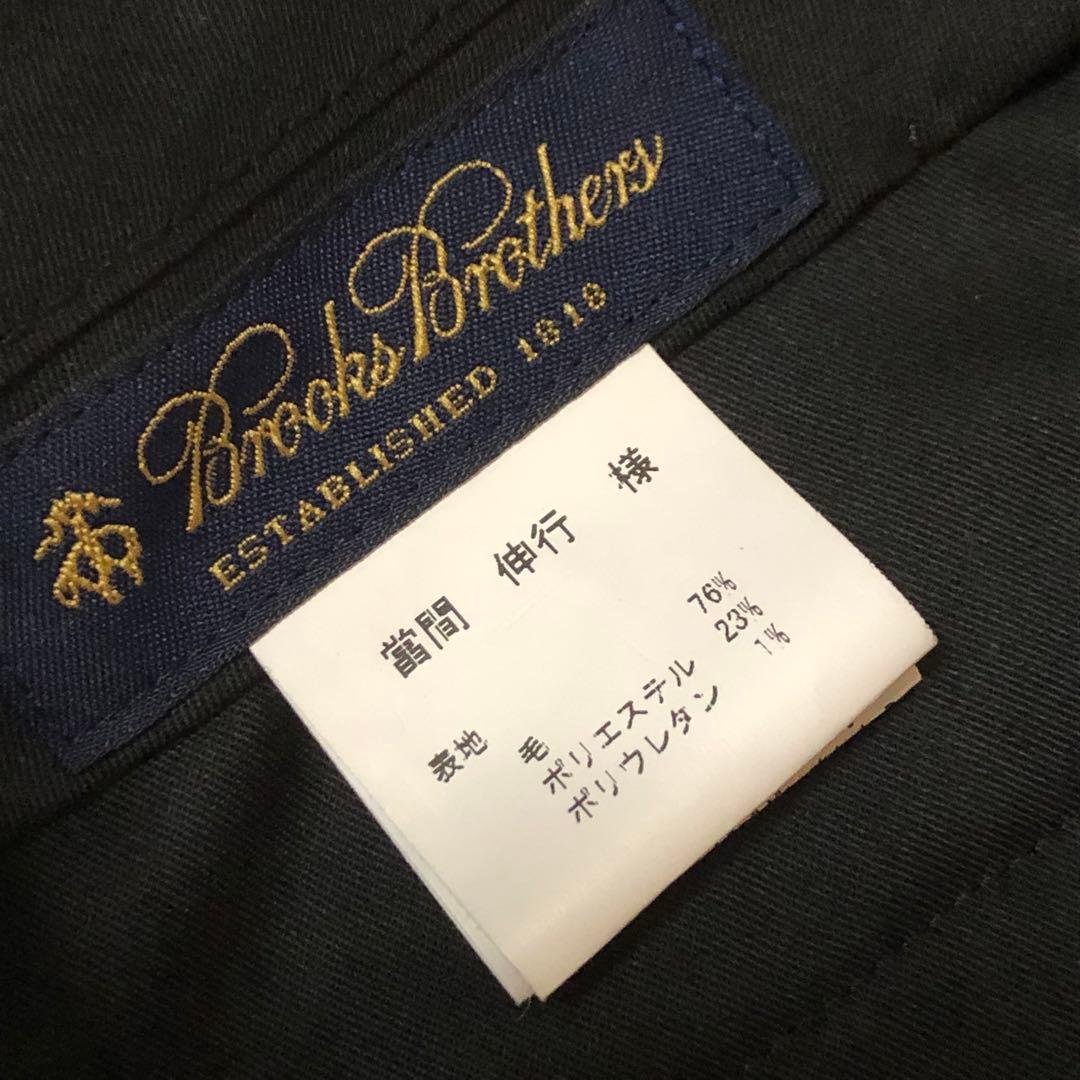 Brooks Brothers
ESTABLISHED 1818
當間 伸行 様
表地 毛 76%
ポリエステル 23%
ポリウレタン 1%